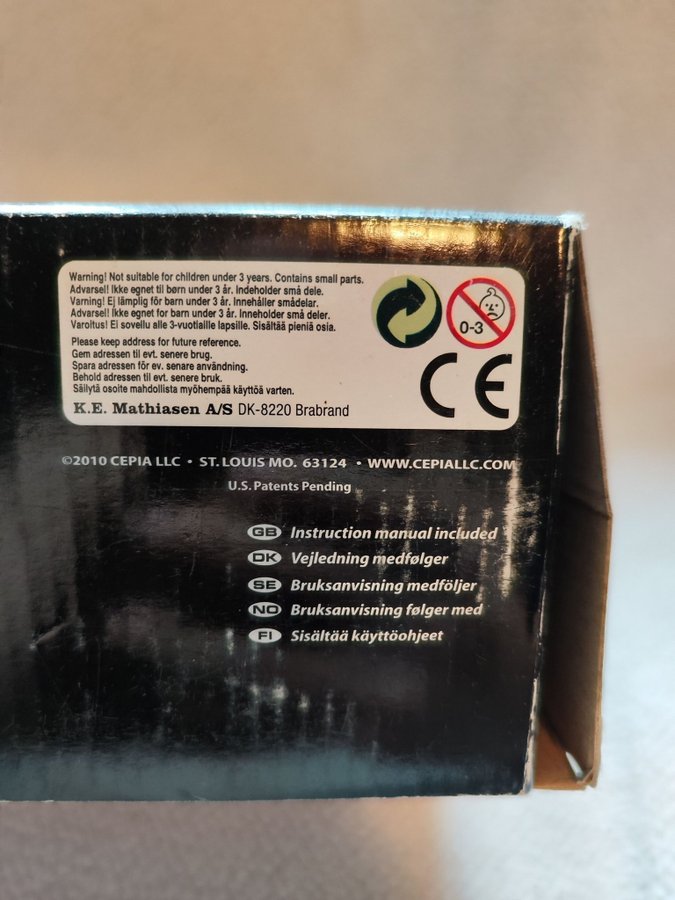 Warning! Not suitable for children under 3 years. Contains small parts.
Advarsel! Ikke egnet til børn under 3 år. Indeholder små dele.
Varning! Ej lämplig för barn under 3 år. Innehåller smådelar.
Advarsel! Ikke egnet for barn under 3 år. Inneholder små deler.
Varoitus! Ei sovellu alle 3-vuotiaille lapsille. Sisältää pieniä osia.
Please keep address for future reference.
Gem adressen til evt. senere brug.
Spara adressen för ev. senare användning.
Behold adressen til evt. senere bruk.
Säilytä osoite mahdollista myöhempää käyttöä varten.
K.E. Mathiasen A/S DK-8220 Brabrand
0-3
CE
©2010 CEPIA LLC • ST. LOUIS MO. 63124 • WWW.CEPIALLC.COM
U.S. Patents Pending
GB Instruction manual included
DK Vejledning medfølger
SE Bruksanvisning medföljer
NO Bruksanvisning følger med
FI Sisältää käyttöohjeet